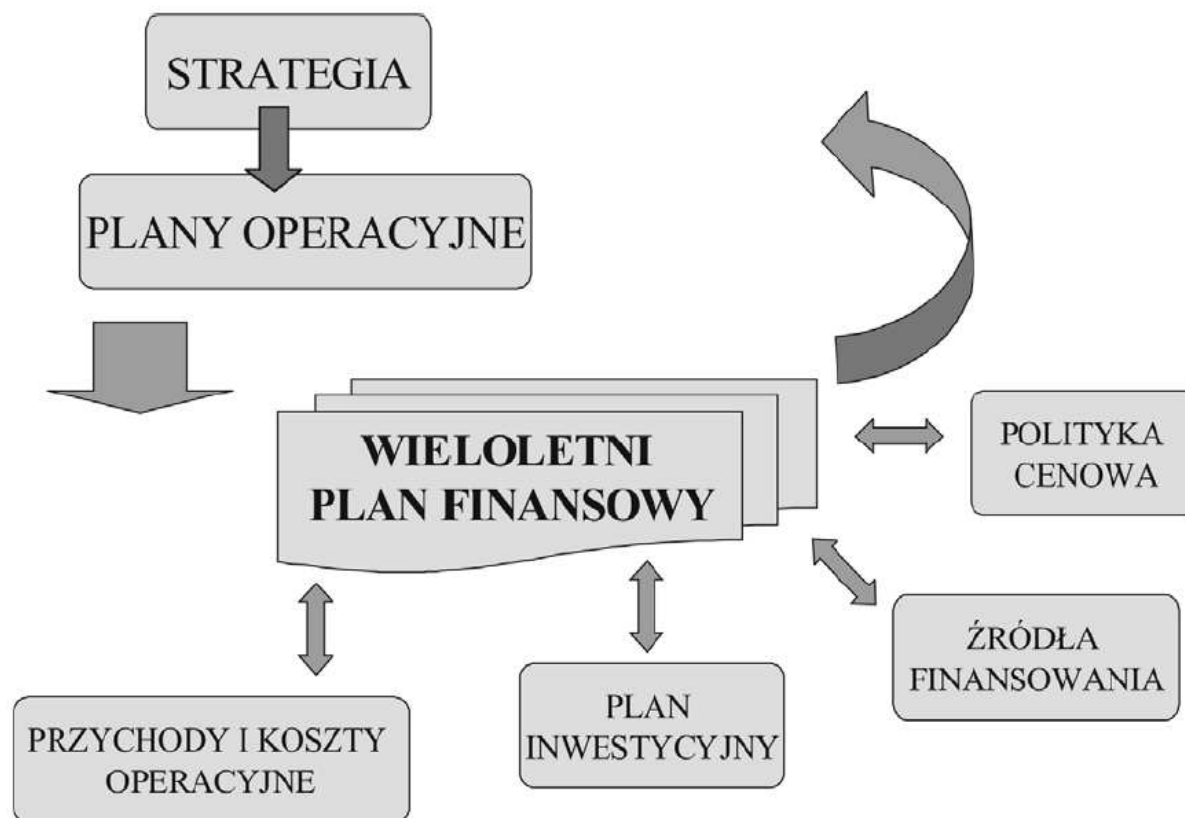 STRATEGIA
PLANY OPERACYJNE
WIELOLETNI
PLAN FINANSOWY
POLITYKA
CENOWA
ŹRÓDŁA
FINANSOWANIA
PLAN
INWESTYCYJNY
PRZYCHODY I KOSZTY
OPERACYJNE